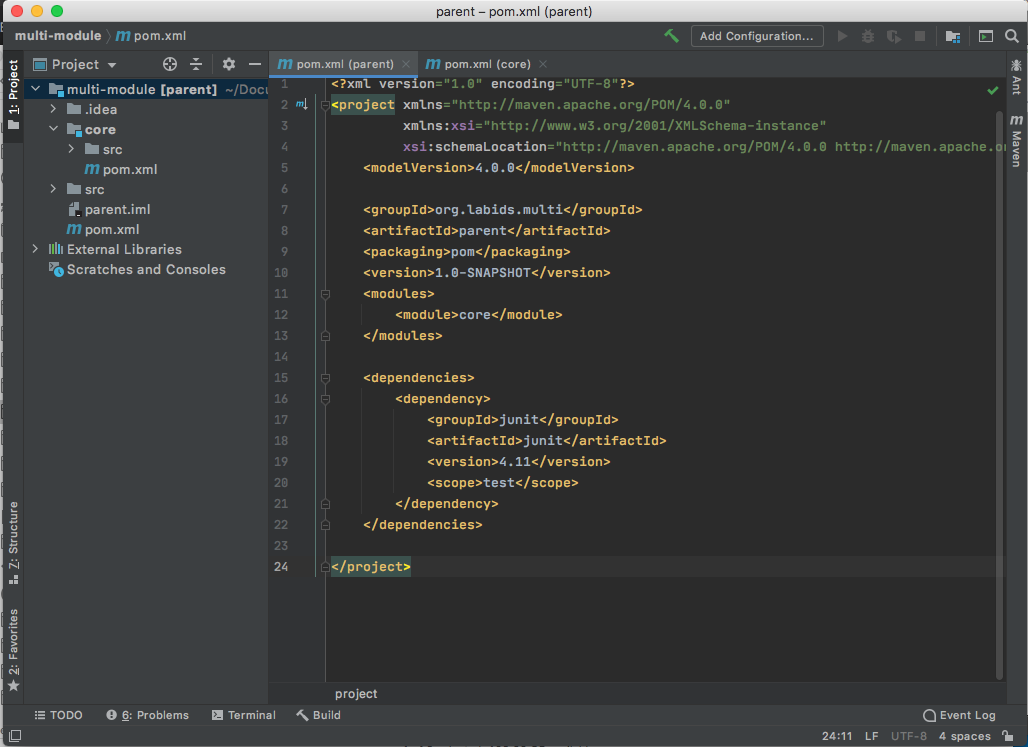 parent – pom.xml (parent)
multi-module m pom.xml
Add Configuration...
Project
m pom.xml (parent)
m pom.xml (core)
multi-module [parent] ~/Docu
.idea
core
src
m pom.xml
src
parent.iml
m pom.xml
External Libraries
Scratches and Consoles
1: Project
7: Structure
2: Favorites
1 <?xml version="1.0" encoding="UTF-8"?>
2 m <project xmlns="http://maven.apache.org/POM/4.0.0"
3 xmlns:xsi="http://www.w3.org/2001/XMLSchema-instance"
4 xsi:schemaLocation="http://maven.apache.org/POM/4.0.0 http://maven.apache.o
5 <modelVersion>4.0.0</modelVersion>
6
7 <groupId>org.labids.multi</groupId>
8 <artifactId>parent</artifactId>
9 <packaging>pom</packaging>
10 <version>1.0-SNAPSHOT</version>
11 <modules>
12 <module>core</module>
13 </modules>
14
15 <dependencies>
16 <dependency>
17 <groupId>junit</groupId>
18 <artifactId>junit</artifactId>
19 <version>4.11</version>
20 <scope>test</scope>
21 </dependency>
22 </dependencies>
23
24 </project>
Ant
m Maven
project
TODO
6: Problems
Terminal
Build
Event Log
24:11 LF UTF-8 4 spaces